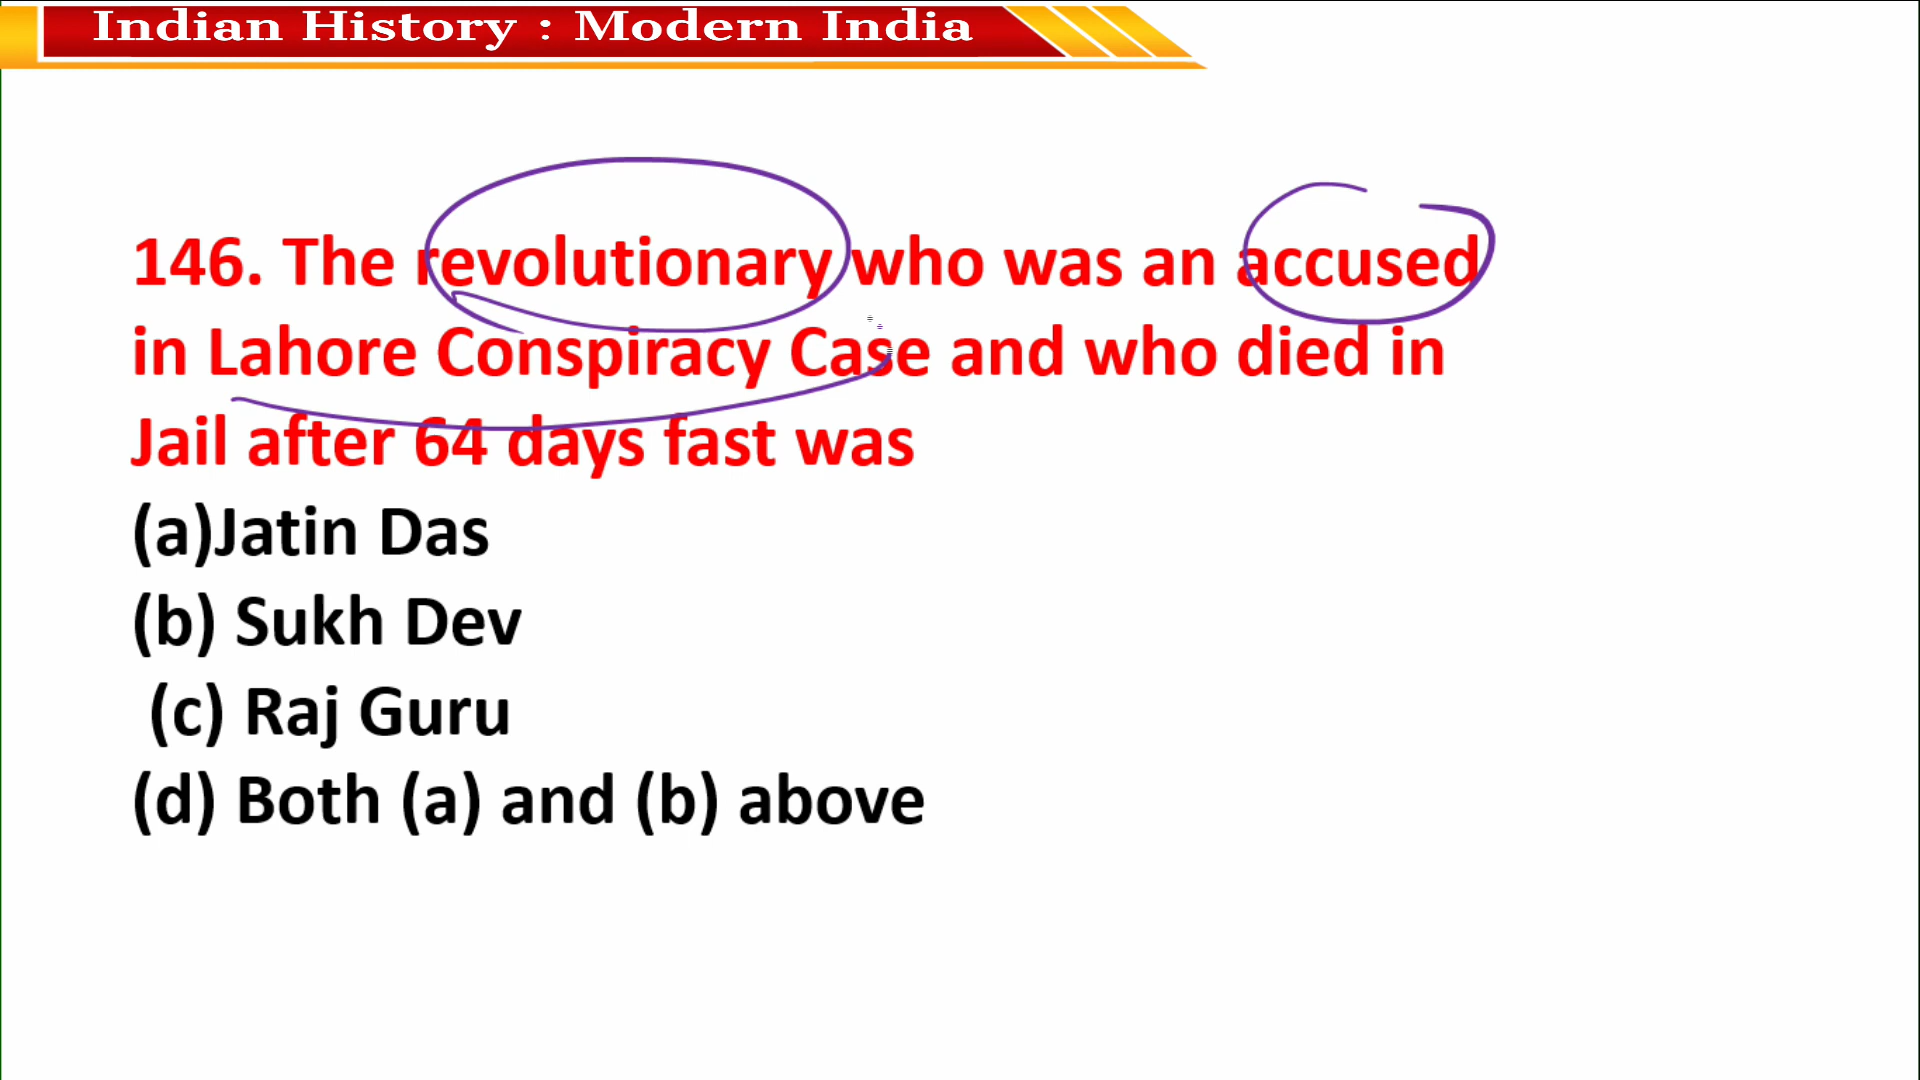 Indian History : Modern India
146. The revolutionary who was an accused
in Lahore Conspiracy Case and who died in
Jail after 64 days fast was
(a)Jatin Das
(b) Sukh Dev
(c) Raj Guru
(d) Both (a) and (b) above